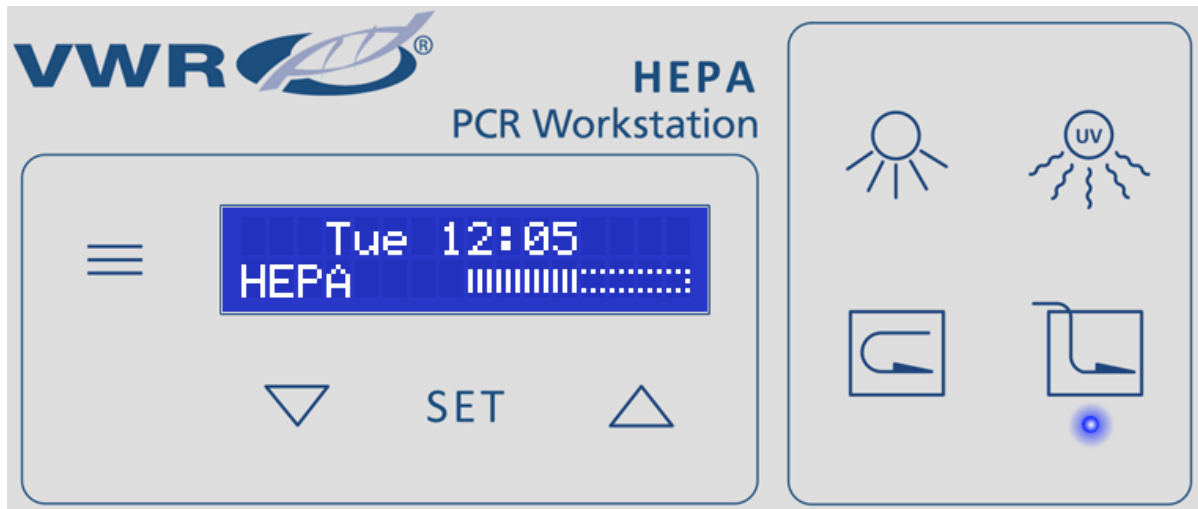 VWR®
HEPA
PCR Workstation
Tue 12:05
HEPA
SET
UV